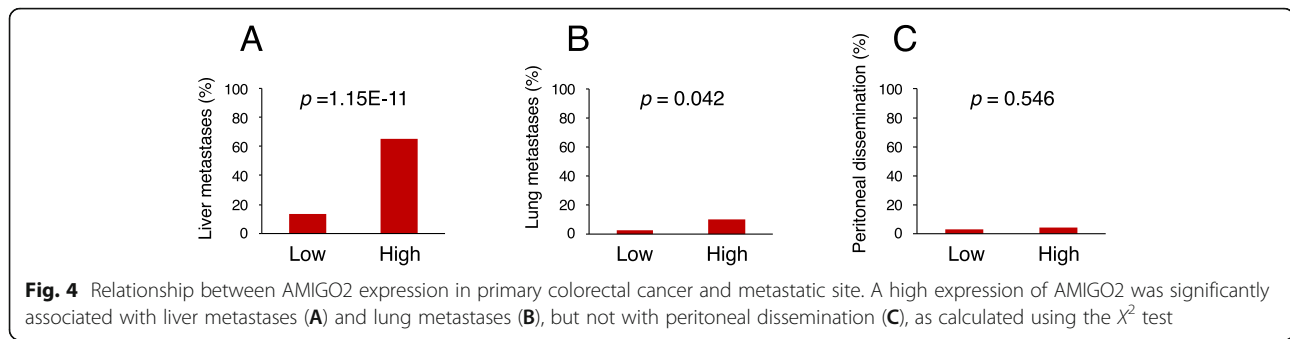 A
Liver metastases (%)
100
80
60
40
20
0
p =1.15E-11
Low High
B
Lung metastases (%)
100
80
60
40
20
0
p = 0.042
Low High
C
Peritoneal dissemination (%)
100
80
60
40
20
0
p = 0.546
Low High
Fig. 4 Relationship between AMIGO2 expression in primary colorectal cancer and metastatic site. A high expression of AMIGO2 was significantly
associated with liver metastases (A) and lung metastases (B), but not with peritoneal dissemination (C), as calculated using the X² test